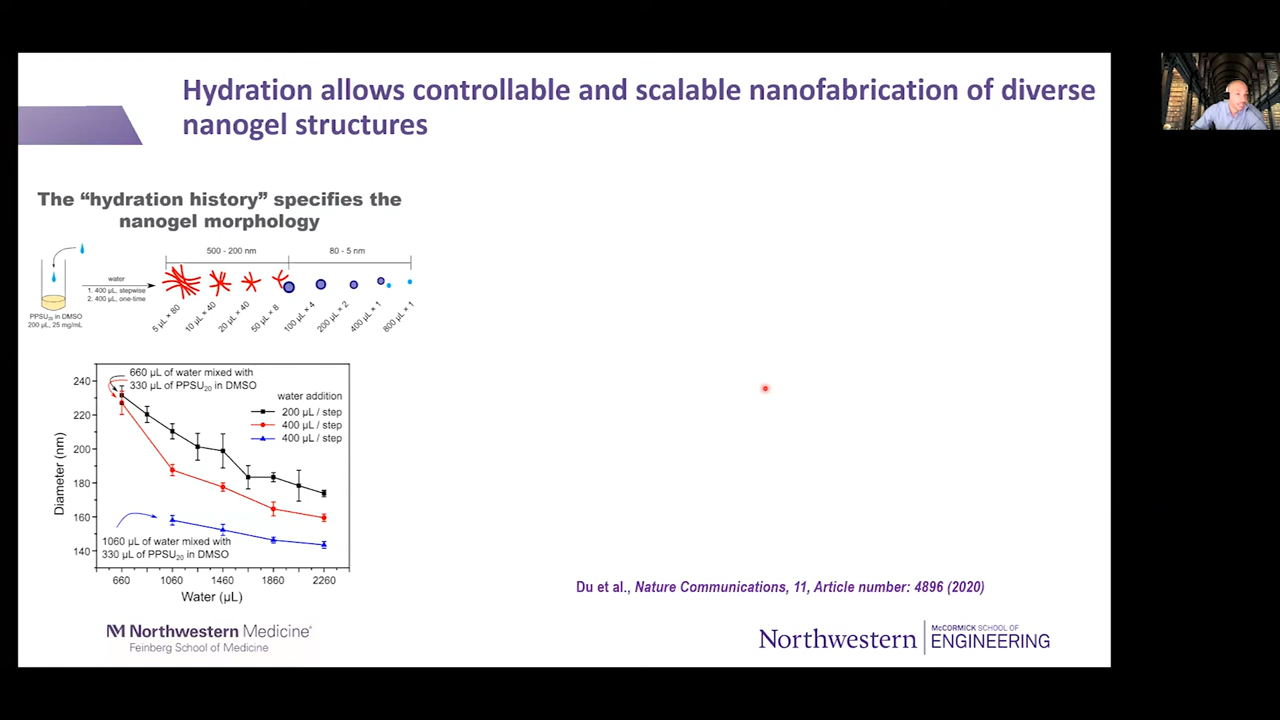 Hydration allows controllable and scalable nanofabrication of diverse
nanogel structures
The “hydration history” specifies the
nanogel morphology
500 - 200 nm
80 - 5 nm
water
1. 400 µL, stepwise
2. 400 µL, one-time
PPSU20 in DMSO
200 µL, 25 mg/mL
5 µL × 80
10 µL × 40
20 µL × 40
50 µL × 8
100 µL × 4
200 µL × 2
400 µL × 1
800 µL × 1
660 µL of water mixed with
330 µL of PPSU20 in DMSO
water addition
200 µL / step
400 µL / step
400 µL / step
240
220
200
180
160
140
Diameter (nm)
1060 µL of water mixed with
330 µL of PPSU20 in DMSO
660 1060 1460 1860 2260
Water (µL)
Du et al., Nature Communications, 11, Article number: 4896 (2020)
Northwestern Medicine®
Feinberg School of Medicine
Northwestern
McCORMICK SCHOOL OF
ENGINEERING